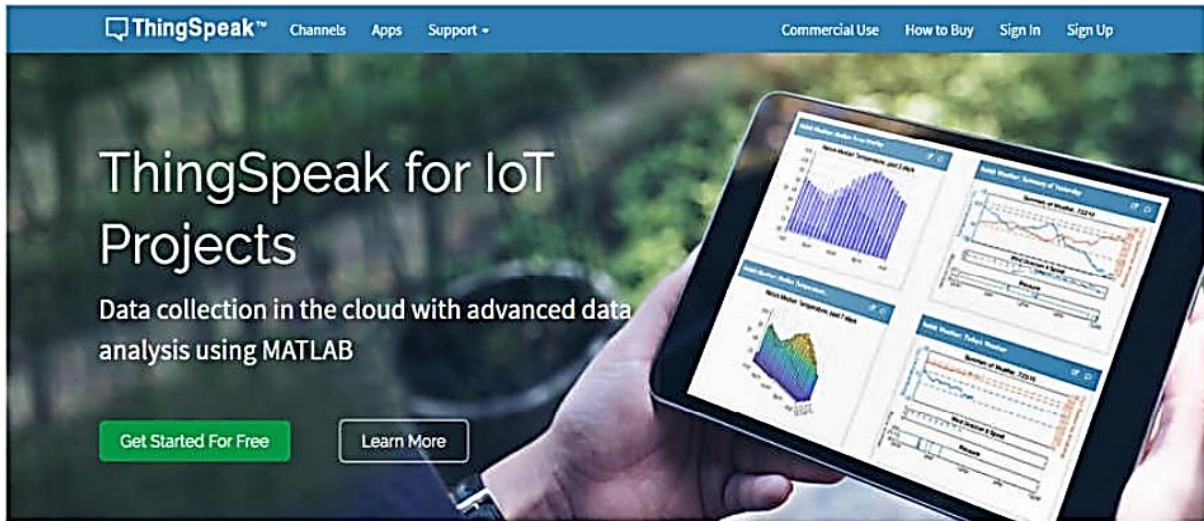 ThingSpeak™ Channels Apps Support Commercial Use How to Buy Sign In Sign Up
ThingSpeak for IoT
Projects
Data collection in the cloud with advanced data
analysis using MATLAB
Get Started For Free Learn More